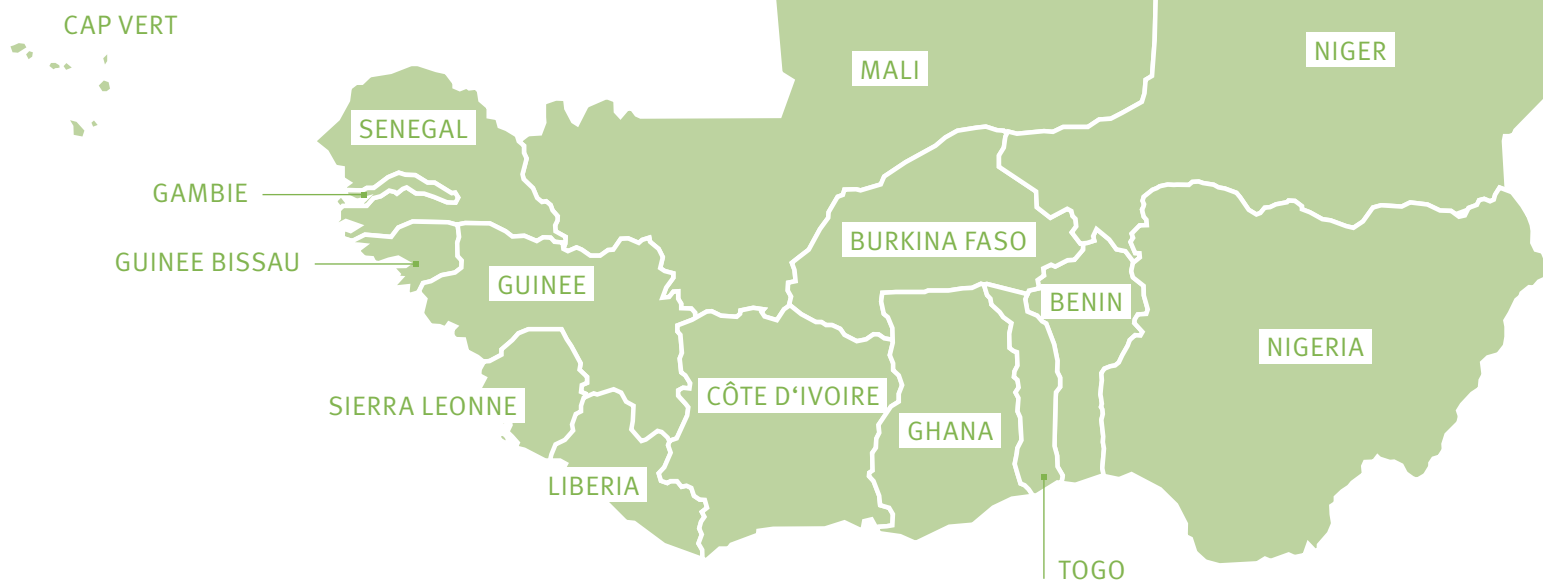 CAP VERT
NIGER
MALI
SENEGAL
GAMBIE
BURKINA FASO
GUINEE BISSAU
GUINEE
BENIN
NIGERIA
CÔTE D‘IVOIRE
SIERRA LEONNE
GHANA
LIBERIA
TOGO